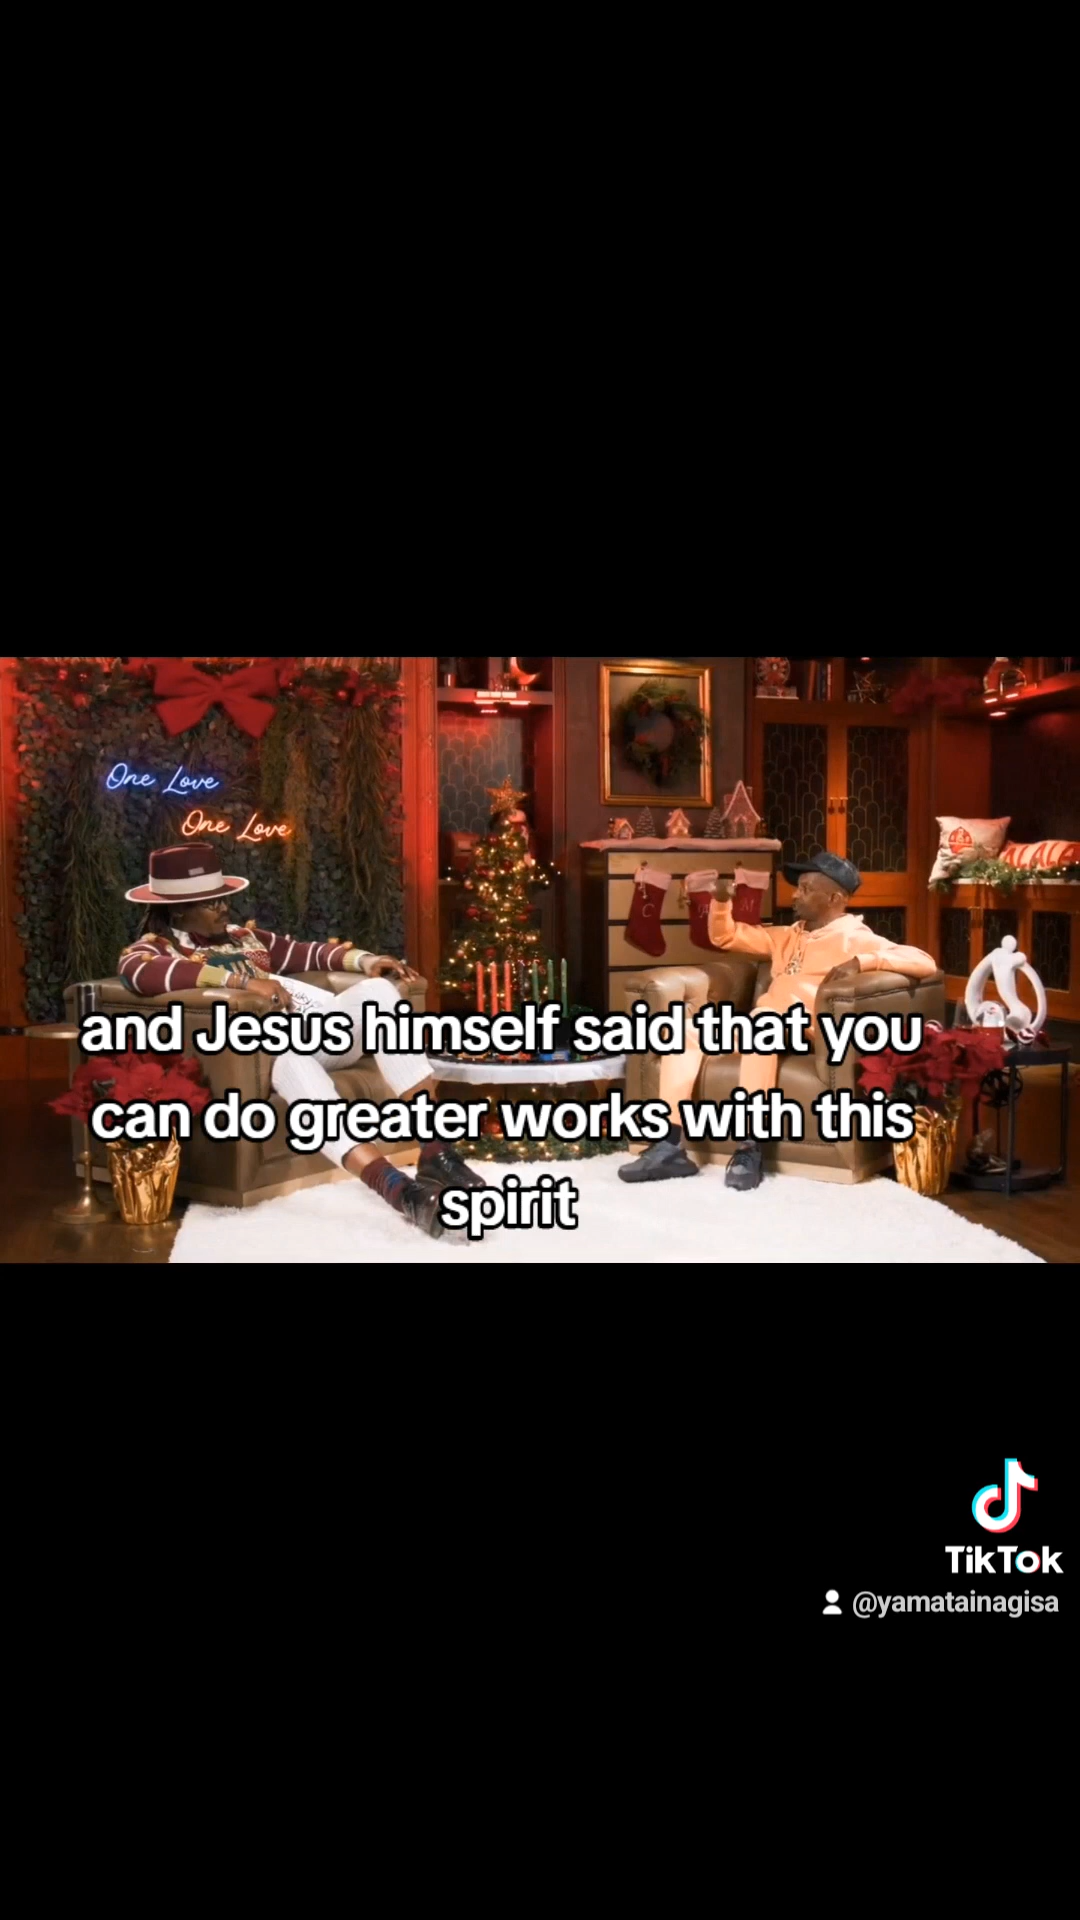 One Love
One Love
C
M
and Jesus himself said that you
can do greater works with this
spirit
TikTok
@yamatainagisa